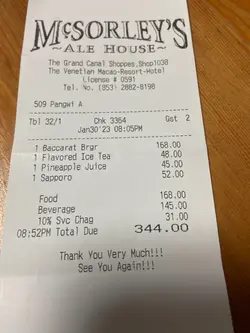 McSORLEY'S
~ALE HOUSE~
The Grand Canal Shoppes,Shop1038
The Venetian Macao-Resort-Hotel
License # 0591
Tel. No. (853) 2882-8198
509 Pangwf A
Tbl 32/1 Chk 3364 Gst 2
Jan30'23 08:05PM
1 Baccarat Brgr 168.00
1 Flavored Ice Tea 48.00
1 Pineapple Juice 45.00
1 Sapporo 52.00
Food 168.00
Beverage 145.00
10% Svc Chag 31.00
08:52PM Total Due 344.00
Thank You Very Much!!!
See You Again!!!